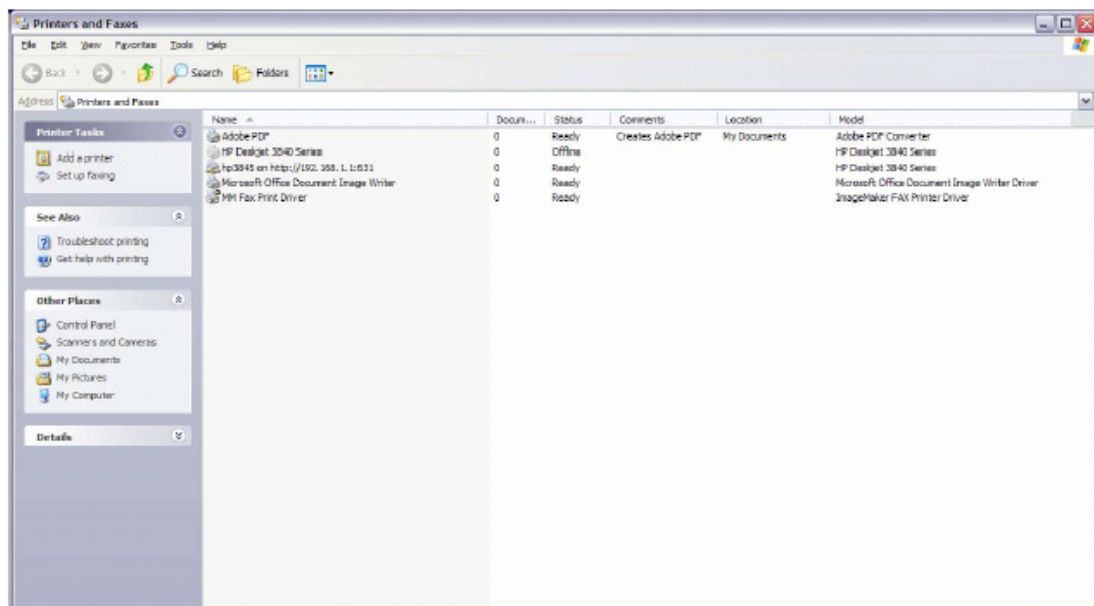 Printers and Faxes
File Edit View Favorites Tools Help
Back Search Folders
Address Printers and Faxes
Printer Tasks
Add a printer
Set up faxing
See Also
Troubleshoot printing
Get help with printing
Other Places
Control Panel
Scanners and Cameras
My Documents
My Pictures
My Computer
Details
Name Docum... Status Comments Location Model
Adobe PDF 0 Ready Creates Adobe PDF My Documents Adobe PDF Converter
HP Deskjet 3840 Series 0 Offline HP Deskjet 3840 Series
hp3845 on http://192.168.1.1:631 0 Ready HP Deskjet 3840 Series
Microsoft Office Document Image Writer 0 Ready Microsoft Office Document Image Writer Driver
MM Fax Print Driver 0 Ready ImageMaker FAX Printer Driver